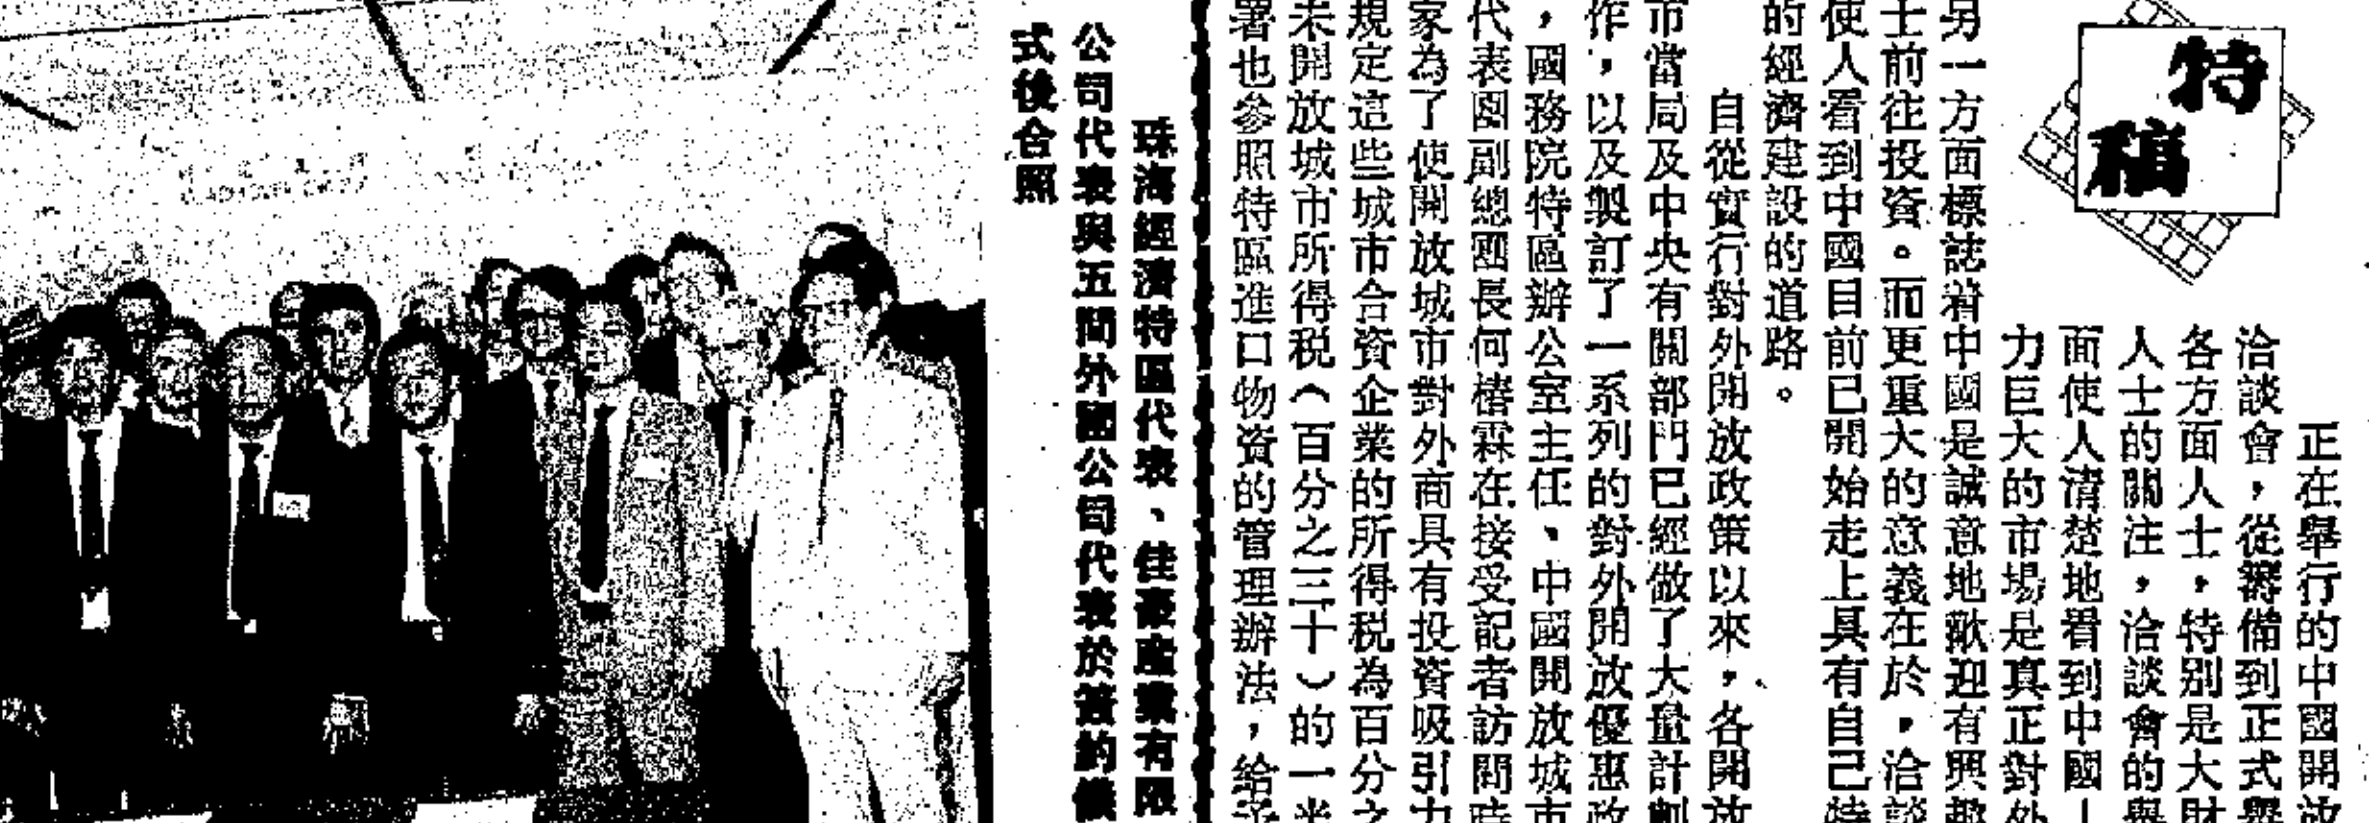 特稿
正在舉行的中國開放
洽談會，從籌備到正式舉
各方面人士，特别是大財
人士的關注，洽談會的舉
面使人清楚地看到中國｜
力巨大的市場是真正對外
另一方面標誌着中國是誠意地歡迎有興趣
士前往投資。而更重大的意義在於，洽談
使人看到中國目前已開始走上具有自己特
的經濟建設的道路。
自從實行對外開放政策以來，各開放
市當局及中央有關部門已經做了大量計劃
作，以及製訂了一系列的對外開放優惠政
，國務院特區辦公室主任、中國開放城市
代表團副總團長何椿霖在接受記者訪問時
家為了使開放城市對外商具有投資吸引力
規定這些城市合資企業的所得税為百分之
未開放城市所得税（百分之三十）的一半
署也參照特區進口物資的管理辦法，給予
珠海經濟特區代表、佳豪產業有限
公司代表與五間外國公司代表於簽約儀
式後合照